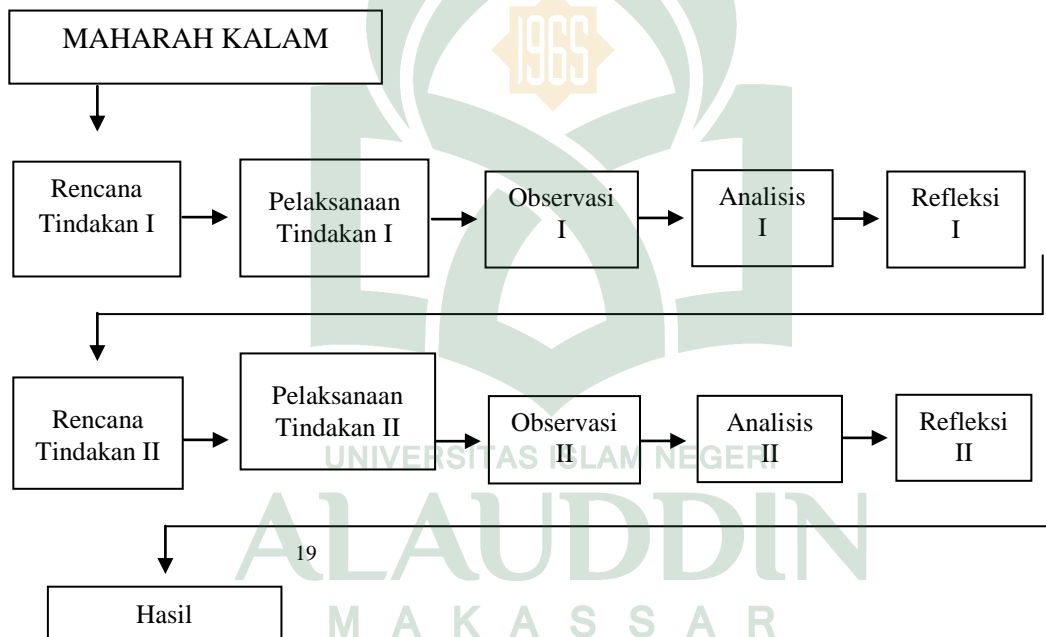 1965
MAHARAH KALAM
Rencana
Tindakan I
Pelaksanaan
Tindakan I
Observasi
I
Analisis
I
Refleksi
I
Rencana
Tindakan II
Pelaksanaan
Tindakan II
Observasi
II
Analisis
II
Refleksi
II
UNIVERSITAS ISLAM NEGERI
ALAUDDIN
19
Hasil
MAKASSAR